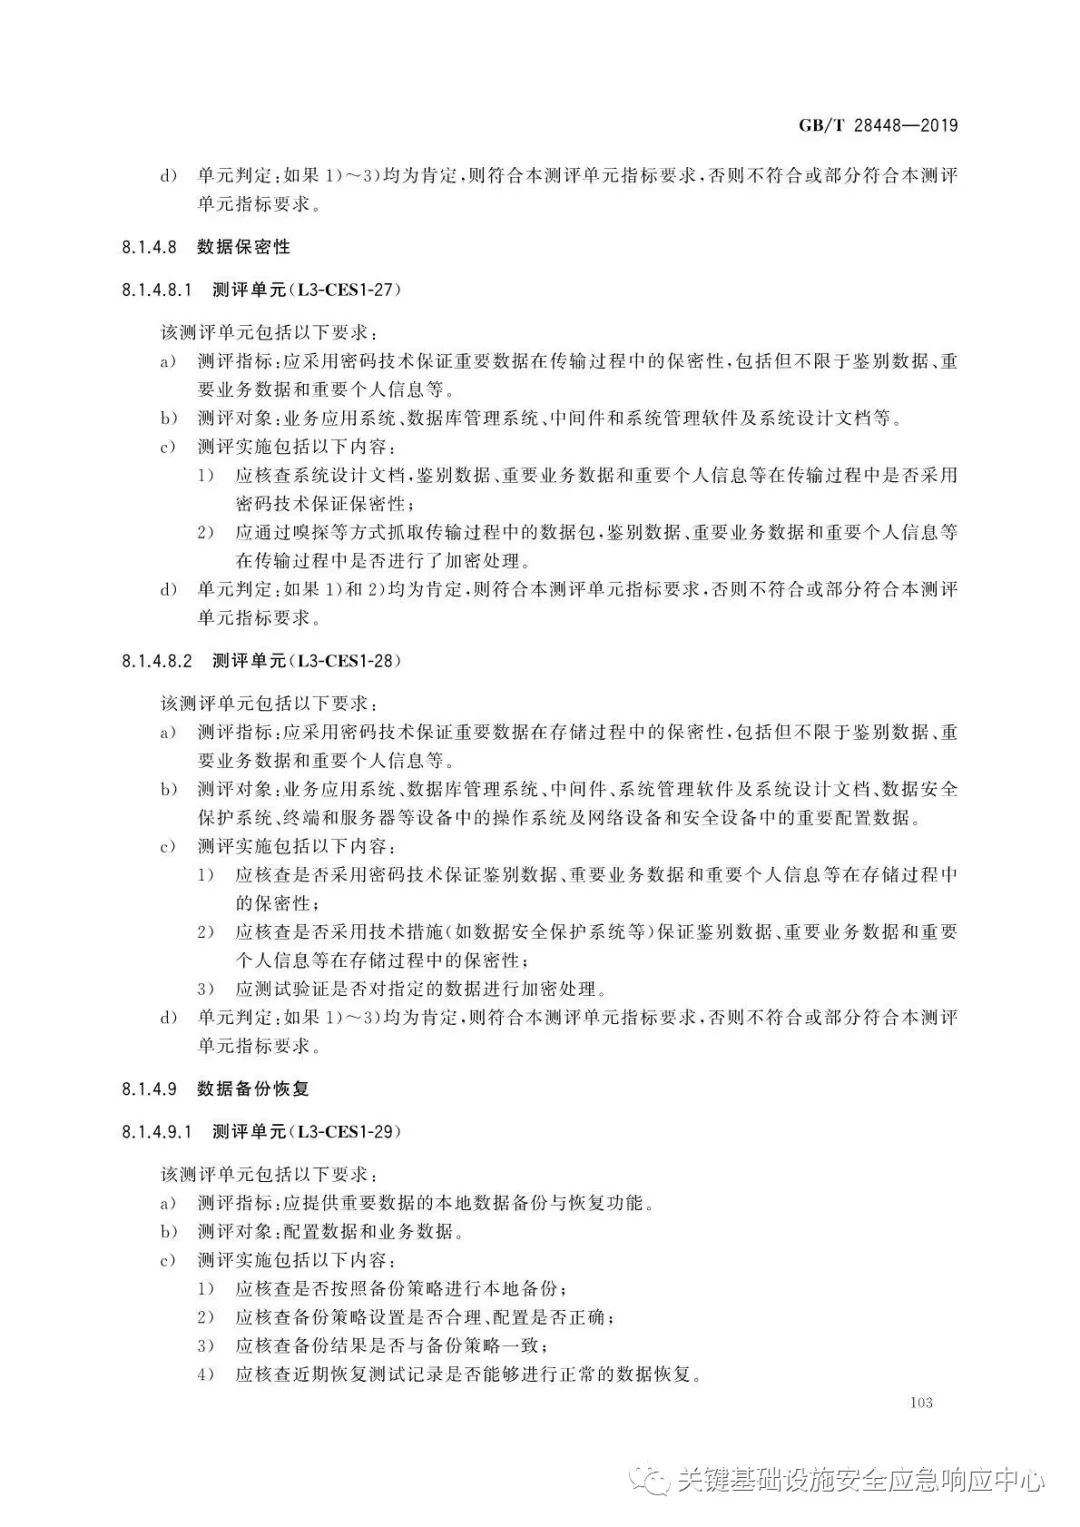 GB/T 28448—2019
d) 单元判定:如果1)~3)均为肯定,则符合本测评单元指标要求,否则不符合或部分符合本测评
单元指标要求。
8.1.4.8 数据保密性
8.1.4.8.1 测评单元(L3-CES1-27)
该测评单元包括以下要求:
a) 测评指标:应采用密码技术保证重要数据在传输过程中的保密性,包括但不限于鉴别数据、重
要业务数据和重要个人信息等。
b) 测评对象:业务应用系统、数据库管理系统、中间件和系统管理软件及系统设计文档等。
c) 测评实施包括以下内容:
1) 应核查系统设计文档,鉴别数据、重要业务数据和重要个人信息等在传输过程中是否采用
密码技术保证保密性;
2) 应通过嗅探等方式抓取传输过程中的数据包,鉴别数据、重要业务数据和重要个人信息等
在传输过程中是否进行了加密处理。
d) 单元判定:如果1)和2)均为肯定,则符合本测评单元指标要求,否则不符合或部分符合本测评
单元指标要求。
8.1.4.8.2 测评单元(L3-CES1-28)
该测评单元包括以下要求:
a) 测评指标:应采用密码技术保证重要数据在存储过程中的保密性,包括但不限于鉴别数据、重
要业务数据和重要个人信息等。
b) 测评对象:业务应用系统、数据库管理系统、中间件、系统管理软件及系统设计文档、数据安全
保护系统、终端和服务器等设备中的操作系统及网络设备和安全设备中的重要配置数据。
c) 测评实施包括以下内容:
1) 应核查是否采用密码技术保证鉴别数据、重要业务数据和重要个人信息等在存储过程中
的保密性;
2) 应核查是否采用技术措施(如数据安全保护系统等)保证鉴别数据、重要业务数据和重要
个人信息等在存储过程中的保密性;
3) 应测试验证是否对指定的数据进行加密处理。
d) 单元判定:如果1)~3)均为肯定,则符合本测评单元指标要求,否则不符合或部分符合本测评
单元指标要求。
8.1.4.9 数据备份恢复
8.1.4.9.1 测评单元(L3-CES1-29)
该测评单元包括以下要求:
a) 测评指标:应提供重要数据的本地数据备份与恢复功能。
b) 测评对象:配置数据和业务数据。
c) 测评实施包括以下内容:
1) 应核查是否按照备份策略进行本地备份;
2) 应核查备份策略设置是否合理、配置是否正确;
3) 应核查备份结果是否与备份策略一致;
4) 应核查近期恢复测试记录是否能够进行正常的数据恢复。
103
关键基础设施安全应急响应中心